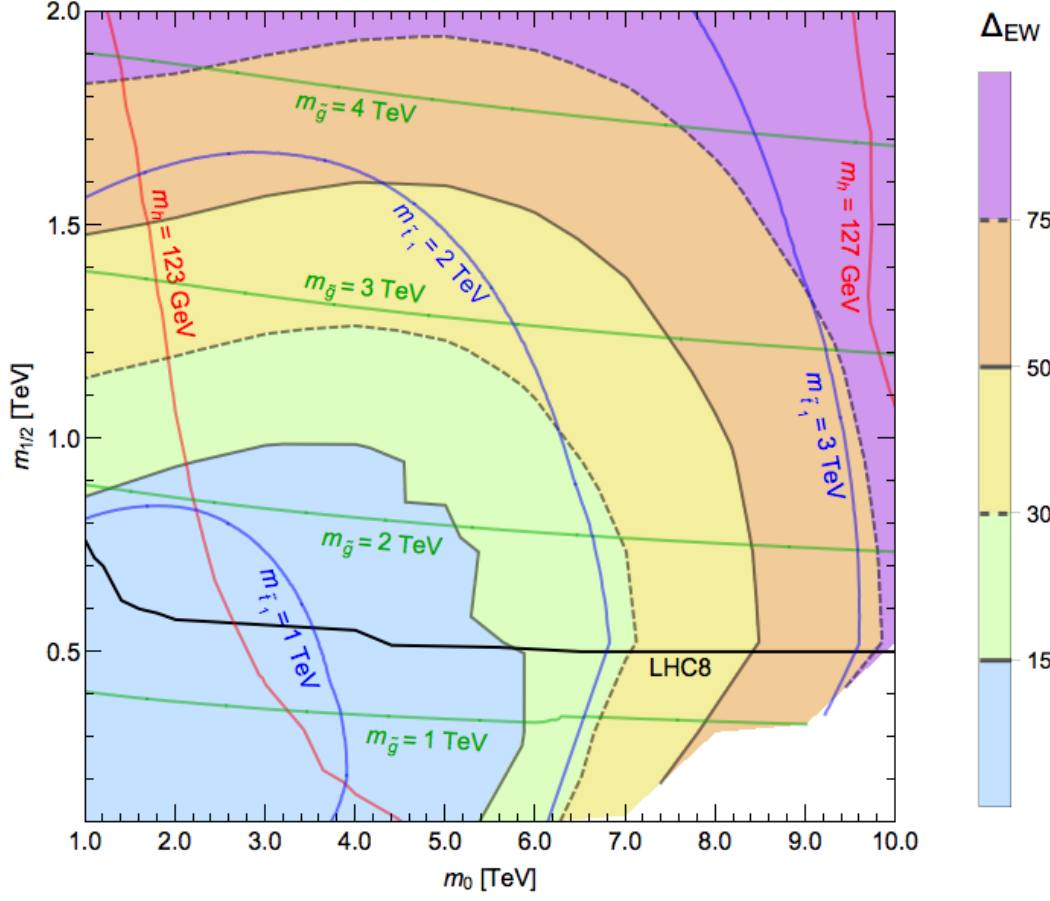 Δ_EW
2.0
1.5
1.0
0.5
m_1/2 [TeV]
m_g̃ = 4 TeV
m_h = 123 GeV
m_t̃_1 = 2 TeV
m_h = 127 GeV
m_g̃ = 3 TeV
m_t̃_1 = 3 TeV
m_g̃ = 2 TeV
m_t̃_1 = 1 TeV
LHC8
m_g̃ = 1 TeV
1.0 2.0 3.0 4.0 5.0 6.0 7.0 8.0 9.0 10.0
m_0 [TeV]
75
50
30
15